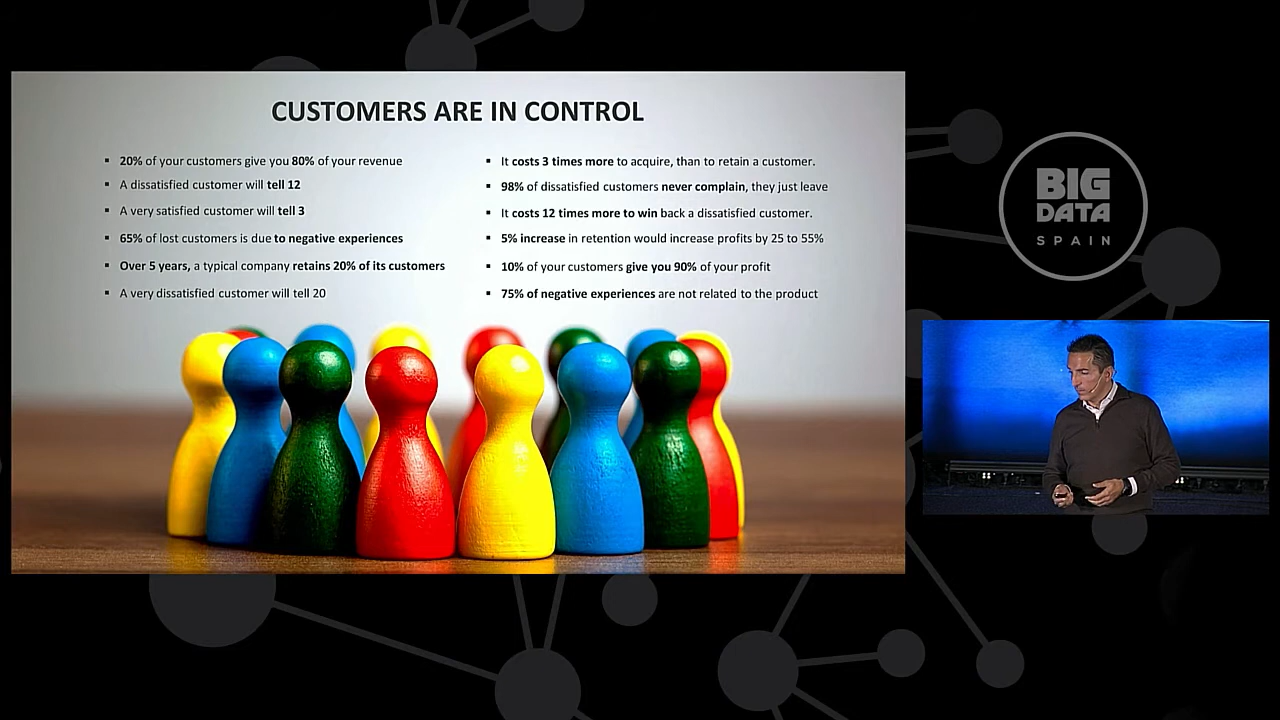 CUSTOMERS ARE IN CONTROL
20% of your customers give you 80% of your revenue
A dissatisfied customer will tell 12
A very satisfied customer will tell 3
65% of lost customers is due to negative experiences
Over 5 years, a typical company retains 20% of its customers
A very dissatisfied customer will tell 20
It costs 3 times more to acquire, than to retain a customer.
98% of dissatisfied customers never complain, they just leave
It costs 12 times more to win back a dissatisfied customer.
5% increase in retention would increase profits by 25 to 55%
10% of your customers give you 90% of your profit
75% of negative experiences are not related to the product
BIG
DATA
SPAIN